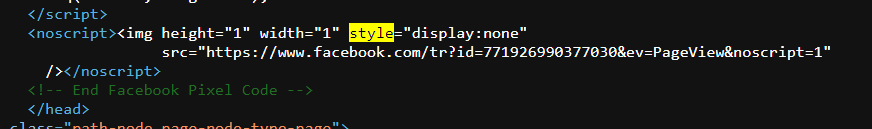 </script>
<noscript><img height="1" width="1" style="display:none"
src="https://www.facebook.com/tr?id=771926990377030&ev=PageView&noscript=1"
/></noscript>
<!-- End Facebook Pixel Code -->
</head>
class="path-node page-node-type-page">